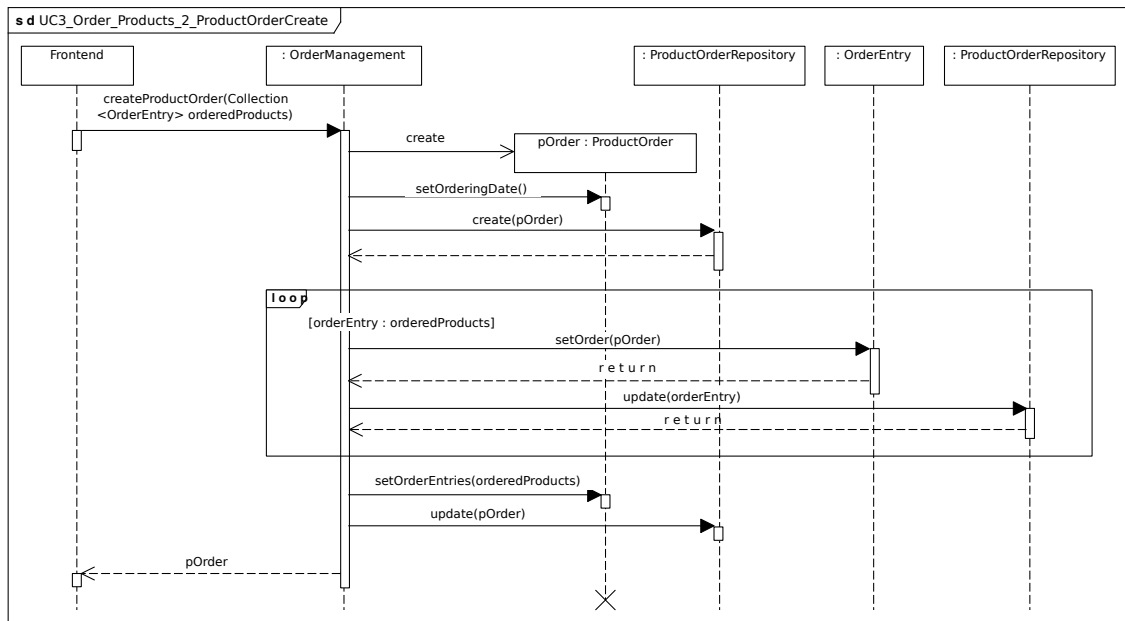 sd UC3_Order_Products_2_ProductOrderCreate
Frontend
: OrderManagement
: ProductOrderRepository
: OrderEntry
: ProductOrderRepository
createProductOrder(Collection
<OrderEntry> orderedProducts)
create
pOrder : ProductOrder
setOrderingDate()
create(pOrder)
loop
[orderEntry : orderedProducts]
setOrder(pOrder)
return
update(orderEntry)
return
setOrderEntries(orderedProducts)
update(pOrder)
pOrder